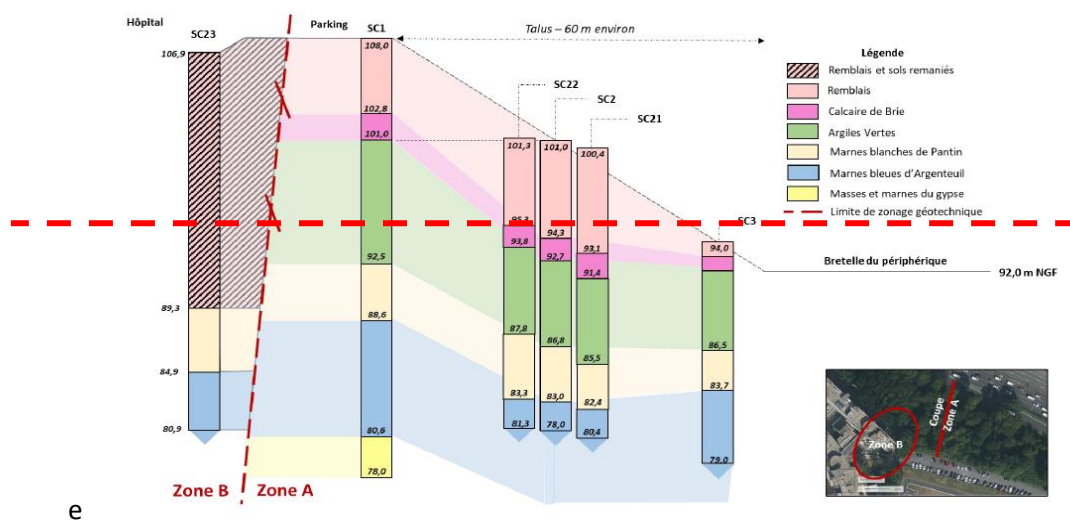 Hôpital
Parking
SC23
SC1
Talus – 60 m environ
106,9
108,0
Légende
Remblais et sols remaniés
Remblais
Calcaire de Brie
Argiles Vertes
Marnes blanches de Pantin
Marnes bleues d'Argenteuil
Masses et marnes du gypse
Limite de zonage géotechnique
SC22
SC2
SC21
102,8
101,0
101,3
101,0
100,4
95,3
93,8
94,3
92,7
93,1
91,4
SC3
94,0
Bretelle du périphérique
92,0 m NGF
92,5
89,3
88,6
87,8
86,8
85,5
86,5
84,9
83,3
83,0
82,4
83,7
80,9
80,6
81,3
78,0
80,4
79,0
78,0
Zone B
Zone A
Zone B
Coupe
Zone A
e